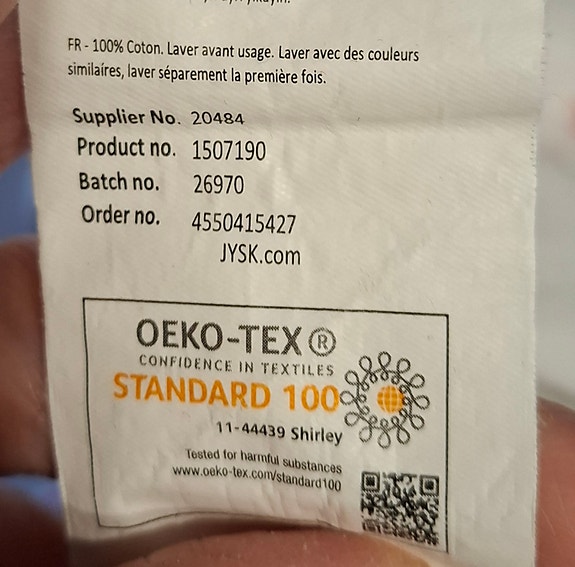 FR - 100% Coton. Laver avant usage. Laver avec des couleurs
similaires, laver séparement la première fois.
Supplier No. 20484
Product no. 1507190
Batch no. 26970
Order no. 4550415427
JYSK.com
OEKO-TEX®
CONFIDENCE IN TEXTILES
STANDARD 100
11-44439 Shirley
Tested for harmful substances
www.oeko-tex.com/standard100